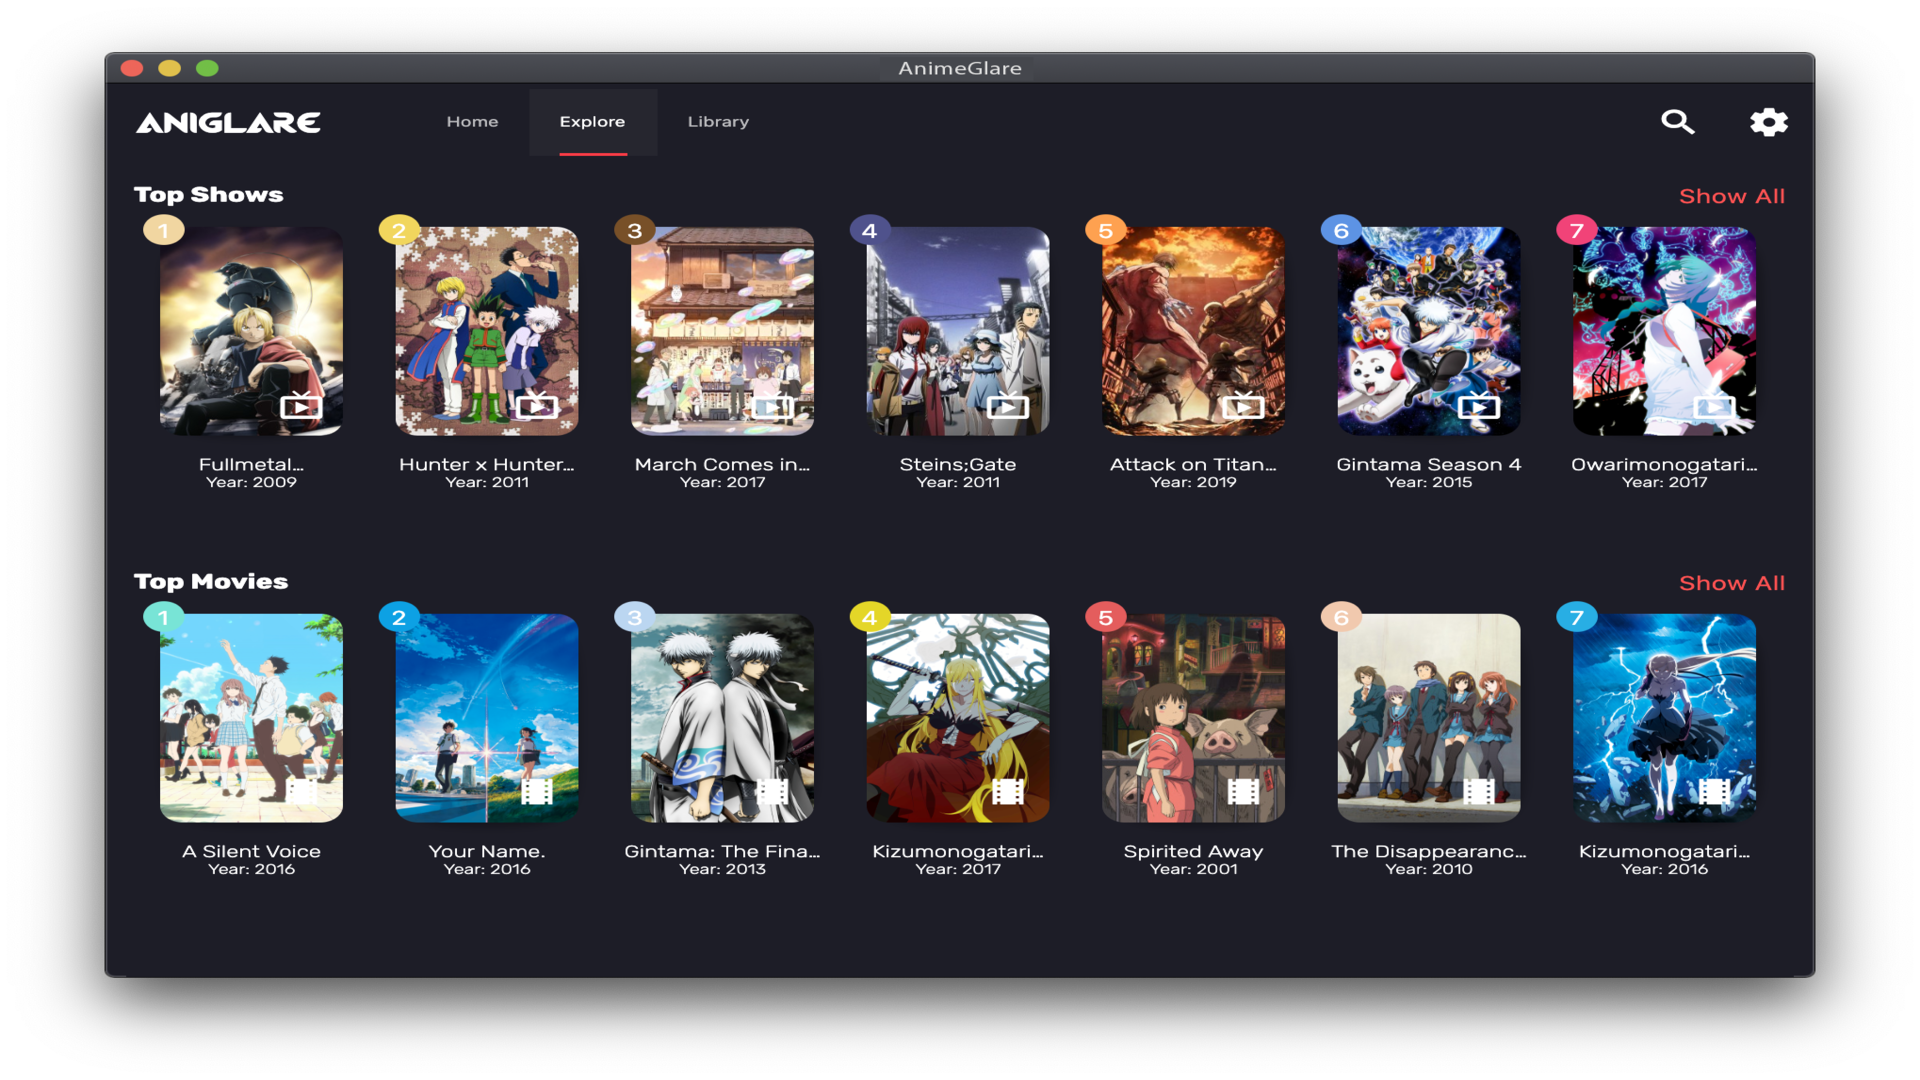 AnimeGlare
ANIGLARE
Home
Explore
Library
Top Shows
Show All
1
2
3
4
5
6
7
Fullmetal...
Year: 2009
Hunter x Hunter...
Year: 2011
March Comes in...
Year: 2017
Steins;Gate
Year: 2011
Attack on Titan...
Year: 2019
Gintama Season 4
Year: 2015
Owarimonogatari...
Year: 2017
Top Movies
Show All
1
2
3
4
5
6
7
A Silent Voice
Year: 2016
Your Name.
Year: 2016
Gintama: The Fina...
Year: 2013
Kizumonogatari...
Year: 2017
Spirited Away
Year: 2001
The Disappearanc...
Year: 2010
Kizumonogatari...
Year: 2016